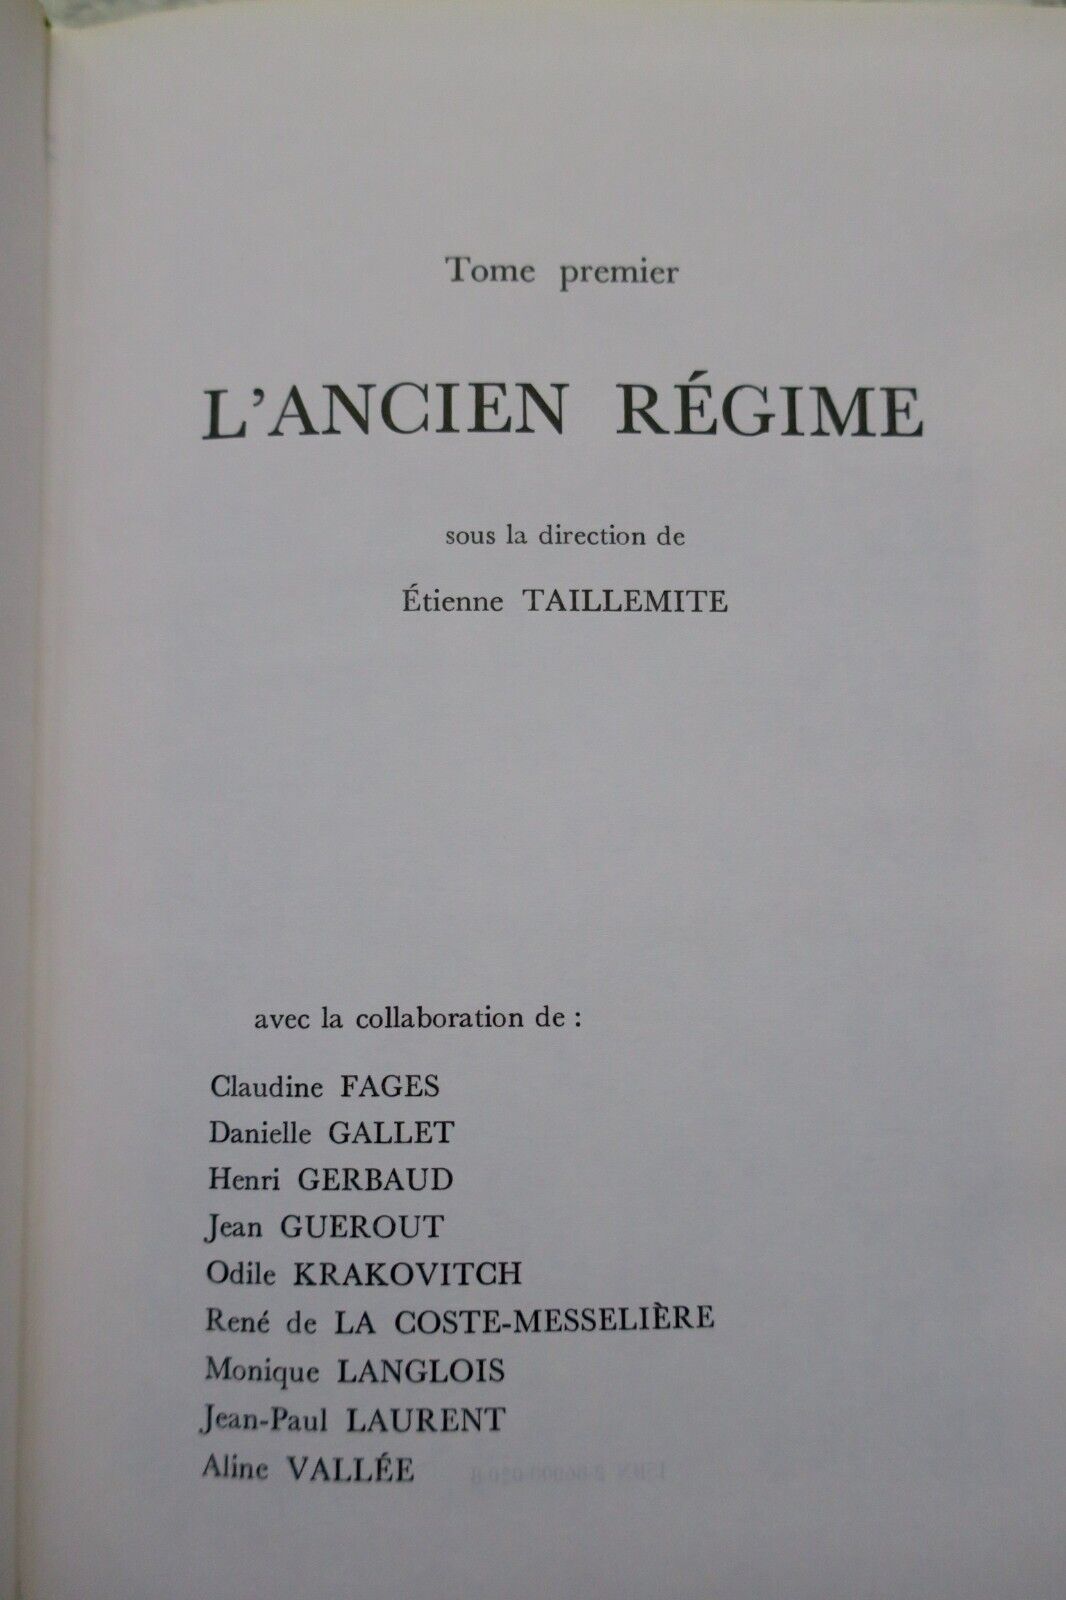 Tome premier
L'ANCIEN RÉGIME
sous la direction de
Étienne TAILLEMITE
avec la collaboration de :
Claudine FAGES
Danielle GALLET
Henri GERBAUD
Jean GUEROUT
Odile KRAKOVITCH
René de LA COSTE-MESSELIÈRE
Monique LANGLOIS
Jean-Paul LAURENT
Aline VALLÉE